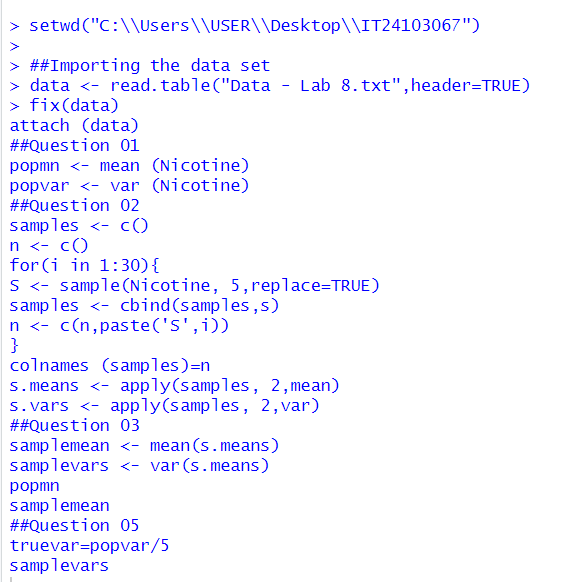 > setwd("C:\\Users\\USER\\Desktop\\IT24103067")
>
> ##Importing the data set
> data <- read.table("Data - Lab 8.txt",header=TRUE)
> fix(data)
attach (data)
##Question 01
popmn <- mean (Nicotine)
popvar <- var (Nicotine)
##Question 02
samples <- c()
n <- c()
for(i in 1:30){
S <- sample(Nicotine, 5,replace=TRUE)
samples <- cbind(samples,s)
n <- c(n,paste('S',i))
}
colnames (samples)=n
s.means <- apply(samples, 2,mean)
s.vars <- apply(samples, 2,var)
##Question 03
samplemean <- mean(s.means)
samplevars <- var(s.means)
popmn
samplemean
##Question 05
truevar=popvar/5
samplevars